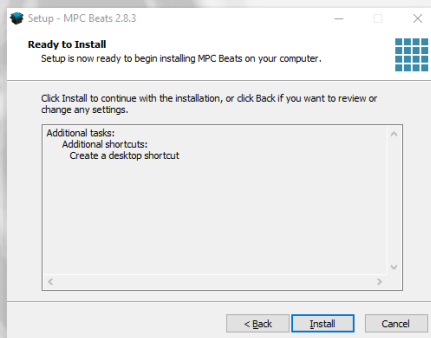 Setup - MPC Beats 2.8.3
Ready to Install
Setup is now ready to begin installing MPC Beats on your computer.
Click Install to continue with the installation, or click Back if you want to review or
change any settings.
Additional tasks:
Additional shortcuts:
Create a desktop shortcut
< Back
Install
Cancel